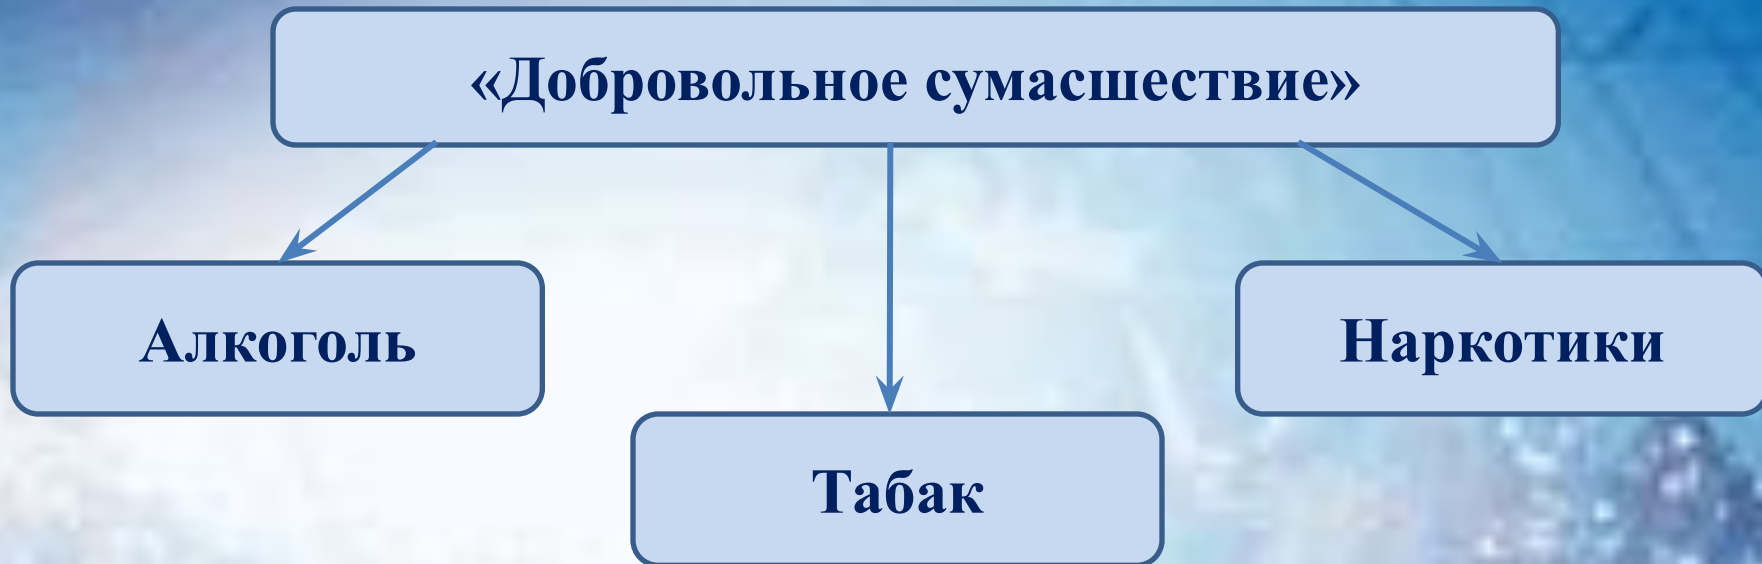 «Добровольное сумасшествие»
Алкоголь
Наркотики
Табак